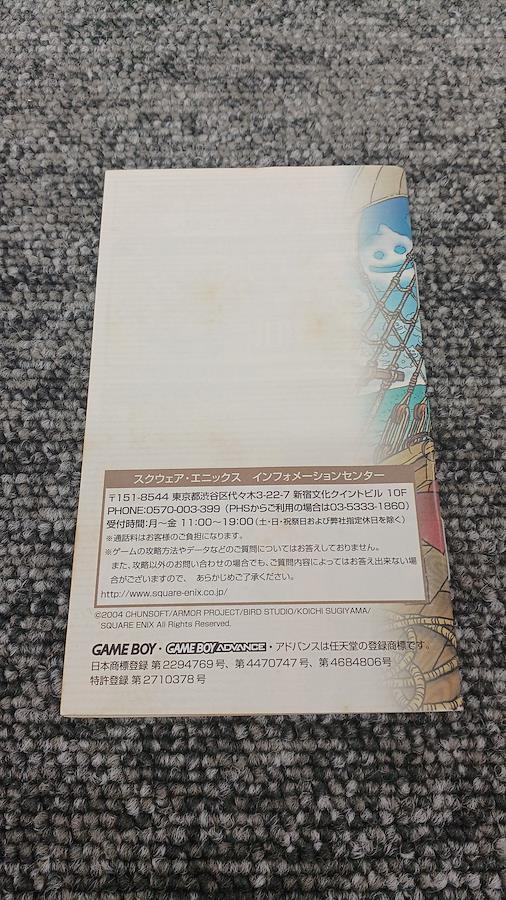 スクウェア・エニックス　インフォメーションセンター
〒151-8544 東京都渋谷区代々木3-22-7 新宿文化クイントビル 10F
PHONE:0570-003-399（PHSからご利用の場合は03-5333-1860）
受付時間:月〜金 11:00〜19:00（土・日・祝祭日および弊社指定休日を除く）
※通話料はお客様のご負担になります。
※ゲームの攻略方法やデータなどのご質問についてはお答えしておりません。
また、攻略以外のお問い合わせの場合でも、ご質問内容によってはお答え出来ない場
合がございますので、 あらかじめご了承ください。
http://www.square-enix.co.jp/
©2004 CHUNSOFT/ARMOR PROJECT/BIRD STUDIO/KOICHI SUGIYAMA/
SQUARE ENIX All Rights Reserved.
GAME BOY・GAME BOY ADVANCE・アドバンスは任天堂の登録商標です。
日本商標登録 第2294769号、第4470747号、第4684806号
特許登録 第2710378号